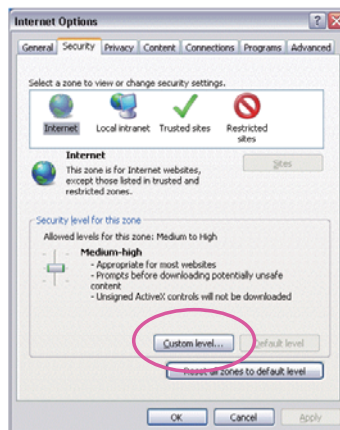 Internet Options
General Security Privacy Content Connections Programs Advanced
Select a zone to view or change security settings.
Internet Local intranet Trusted sites Restricted
sites
Internet
Sites
This zone is for Internet websites,
except those listed in trusted and
restricted zones.
Security level for this zone
Allowed levels for this zone: Medium to High
Medium-high
- Appropriate for most websites
- Prompts before downloading potentially unsafe
content
- Unsigned ActiveX controls will not be downloaded
Custom level... Default level
Reset all zones to default level
OK Cancel Apply